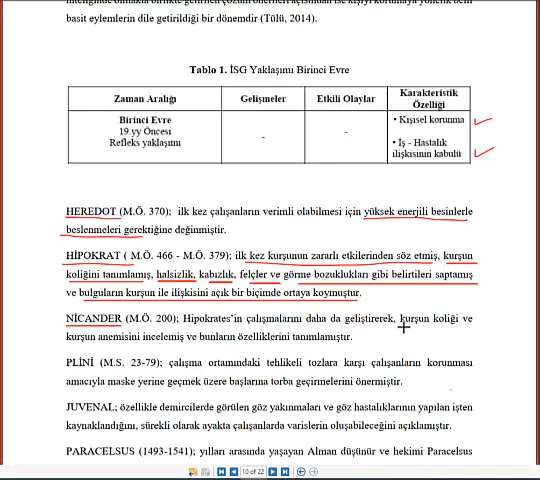 basit eylemlerin dile getirildiği bir dönemdir (Tülü, 2014).
Tablo 1. İSG Yaklaşımı Birinci Evre
Zaman Aralığı
Gelişmeler
Etkili Olaylar
Karakteristik
Özelliği
Birinci Evre
19.yy Öncesi
Refleks yaklaşımı
-
-
• Kişisel korunma
• İş - Hastalık
ilişkisinin kabulü
HEREDOT (M.Ö. 370); ilk kez çalışanların verimli olabilmesi için yüksek enerjili besinlerle
beslenmeleri gerektiğine değinmiştir.
HİPOKRAT ( M.Ö. 466 - M.Ö. 379); ilk kez kurşunun zararlı etkilerinden söz etmiş, kurşun
koliğini tanımlamış, halsizlik, kabızlık, felçler ve görme bozuklukları gibi belirtileri saptamış
ve bulguların kurşun ile ilişkisini açık bir biçimde ortaya koymuştur.
NİCANDER (M.Ö. 200); Hipokrates'in çalışmalarını daha da geliştirerek, kurşun koliği ve
kurşun anemisini incelemiş ve bunların özelliklerini tanımlamıştır.
PLİNİ (M.S. 23-79); çalışma ortamındaki tehlikeli tozlara karşı çalışanların korunması
amacıyla maske yerine geçmek üzere başlarına torba geçirmelerini önermiştir.
JUVENAL; özellikle demircilerde görülen göz yakınmaları ve göz hastalıklarının yapılan işten
kaynaklandığını, sürekli olarak ayakta çalışanlarda varislerin oluşabileceğini açıklamıştır.
PARACELSUS (1493-1541); yılları arasında yaşayan Alman düşünür ve hekimi Paracelsus
10 of 22